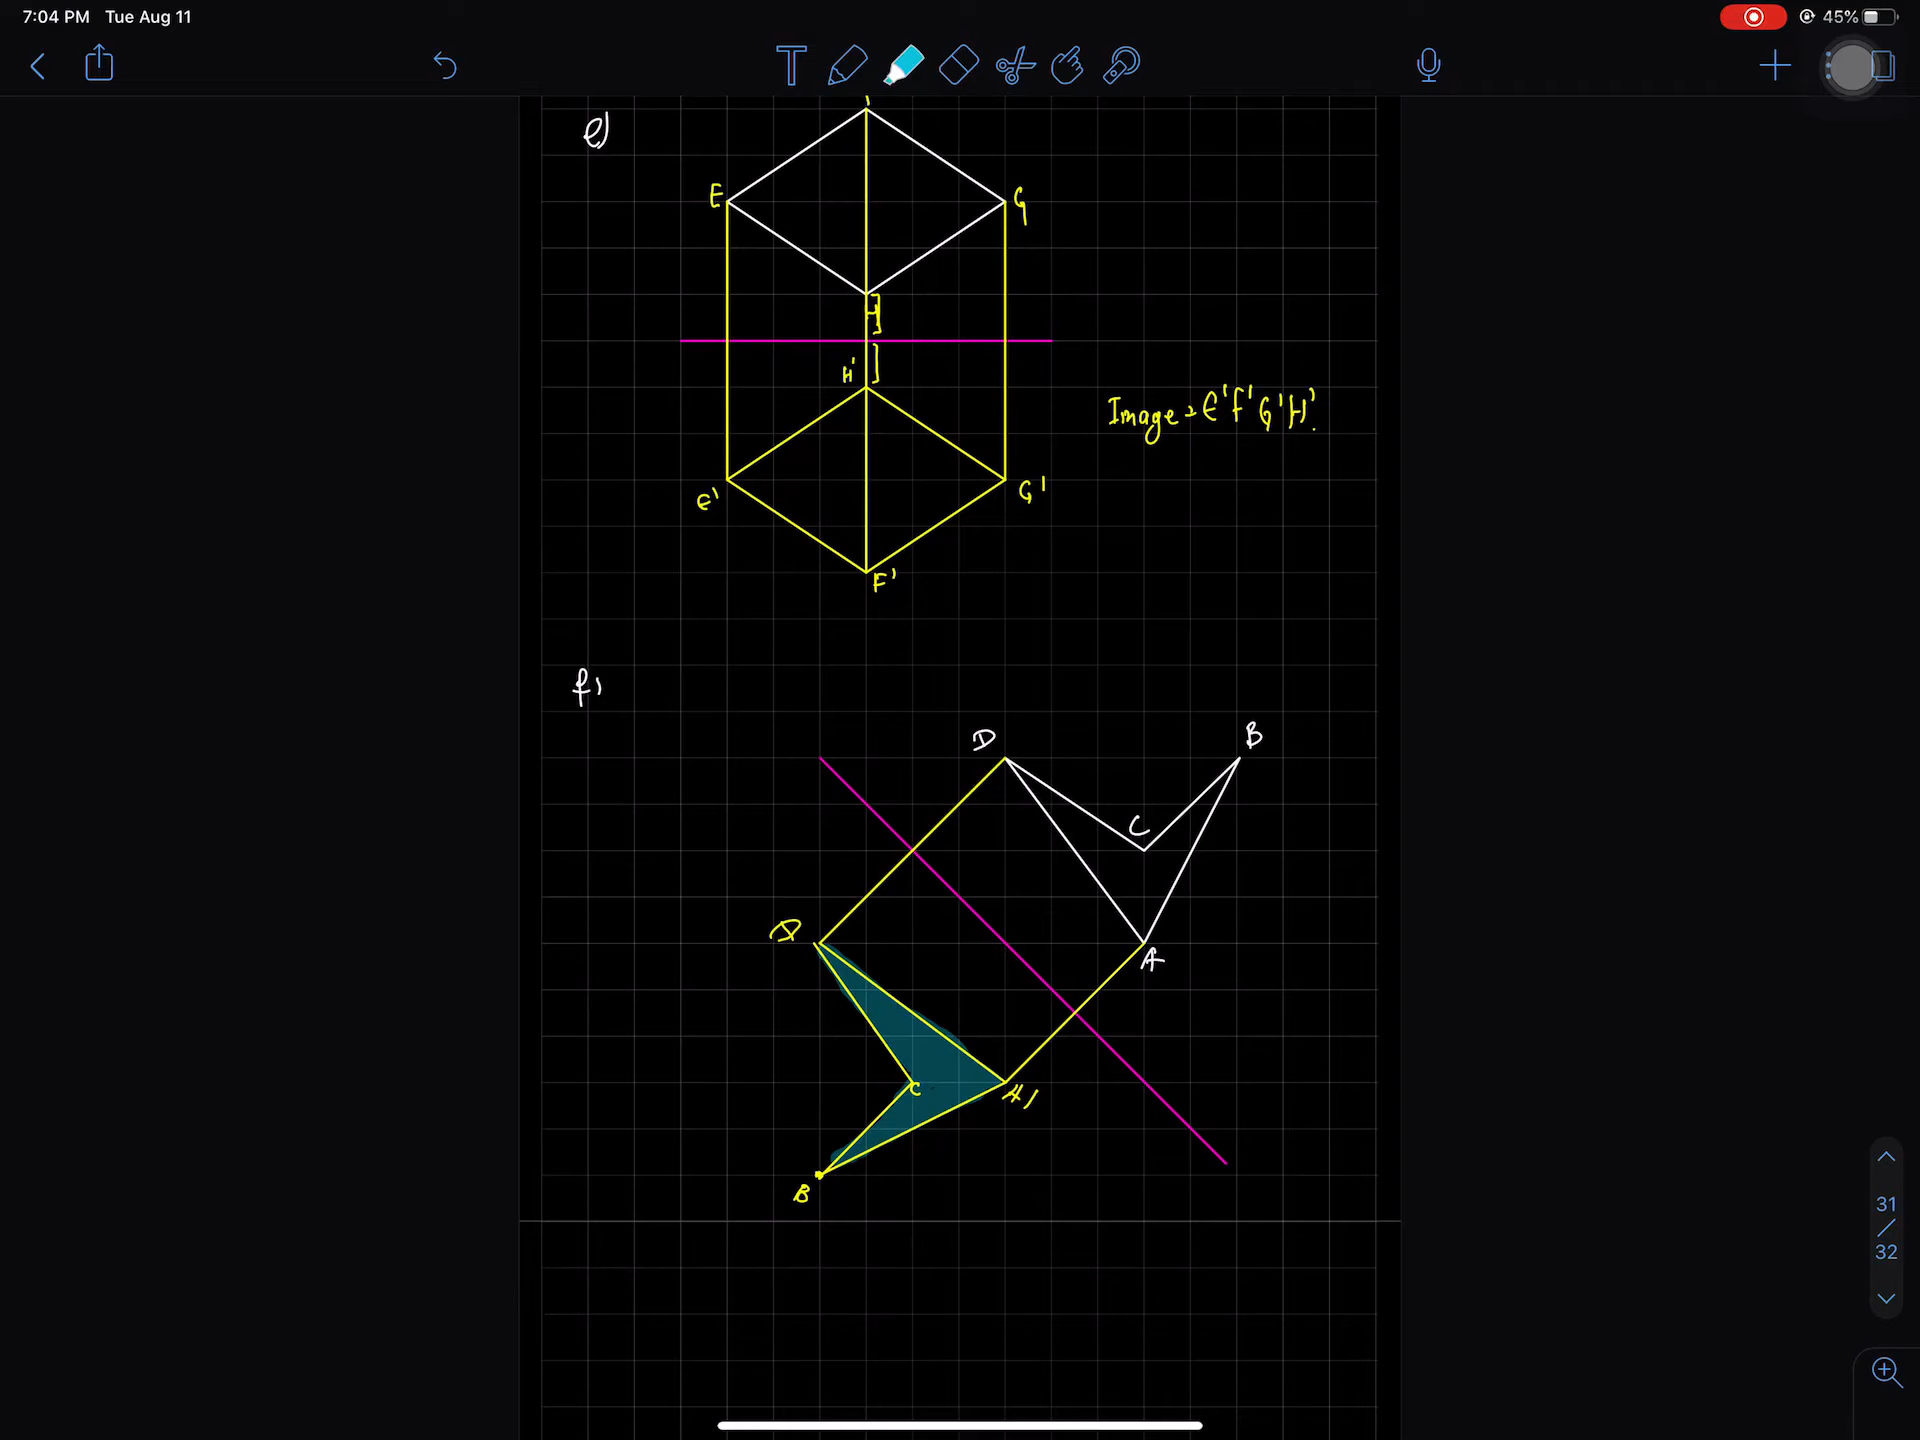 7:04 PM Tue Aug 11
45%
e)
E
G
H
H'
Image = E'F'G'H'.
E'
G'
F'
f)
D
B
C
A
D
C
A'
B
31
/
32